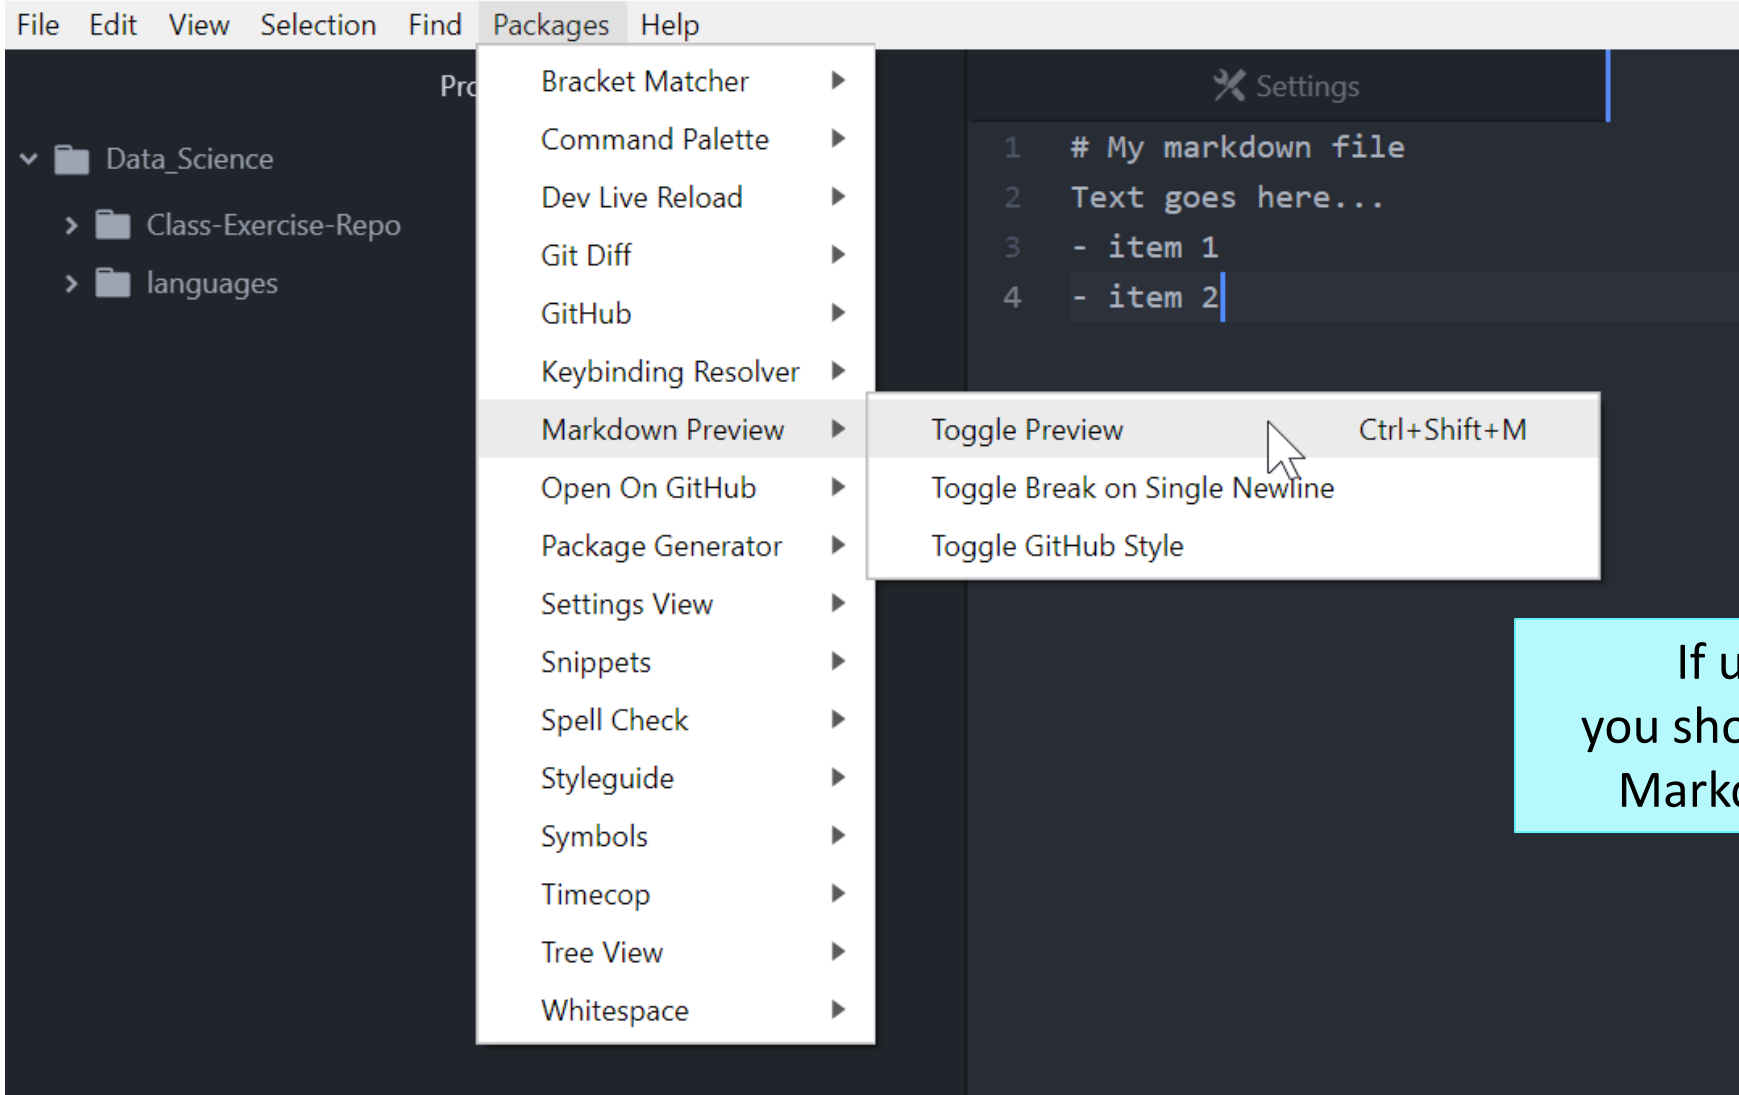 File Edit View Selection Find Packages Help
Data_Science
Class-Exercise-Repo
languages
Bracket Matcher
Command Palette
Dev Live Reload
Git Diff
GitHub
Keybinding Resolver
Markdown Preview
Open On GitHub
Package Generator
Settings View
Snippets
Spell Check
Styleguide
Symbols
Timecop
Tree View
Whitespace
Toggle Preview Ctrl+Shift+M
Toggle Break on Single Newline
Toggle GitHub Style
Settings
1 # My markdown file
2 Text goes here...
3 - item 1
4 - item 2
If
you